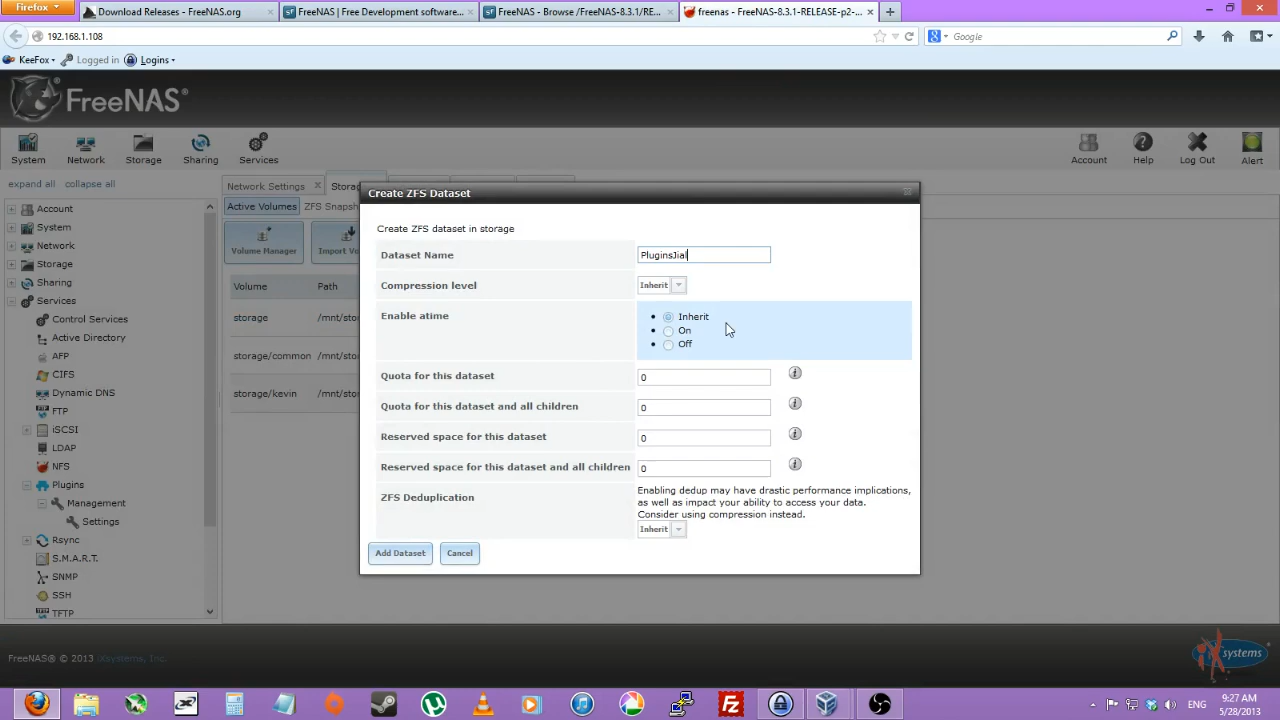 Firefox
Download Releases - FreeNAS.org
FreeNAS | Free Development software...
FreeNAS - Browse /FreeNAS-8.3.1/RE...
freenas - FreeNAS-8.3.1-RELEASE-p2-...
192.168.1.108
Google
KeeFox
Logged in
Logins
FreeNAS®
System
Network
Storage
Sharing
Services
Account
Help
Log Out
Alert
expand all
collapse all
Network Settings
Active Volumes
Volume Manager
Volume
Path
storage
/mnt/sto
storage/common
/mnt/sto
storage/kevin
/mnt/sto
Account
System
Network
Storage
Sharing
Services
Control Services
Active Directory
AFP
CIFS
Dynamic DNS
FTP
iSCSI
LDAP
NFS
Plugins
Management
Settings
Rsync
S.M.A.R.T.
SNMP
SSH
TFTP
Create ZFS Dataset
Create ZFS dataset in storage
Dataset Name
PluginsJial
Compression level
Inherit
Enable atime
Inherit
On
Off
Quota for this dataset
0
Quota for this dataset and all children
0
Reserved space for this dataset
0
Reserved space for this dataset and all children
0
ZFS Deduplication
Enabling dedup may have drastic performance implications,
as well as impact your ability to access your data.
Consider using compression instead.
Inherit
Add Dataset
Cancel
FreeNAS® © 2013 iXsystems, Inc.
iXsystems
ENG
9:27 AM
5/28/2013